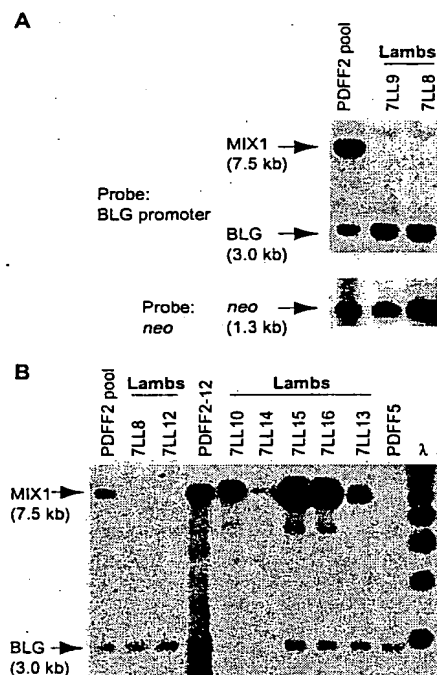 A
PDFF2 pool
Lambs
7LL9
7LL8
MIX1
(7.5 kb)
Probe:
BLG promoter
BLG
(3.0 kb)
Probe:
neo
neo
(1.3 kb)
B
PDFF2 pool
Lambs
7LL8
7LL12
PDFF2-12
Lambs
7LL10
7LL14
7LL15
7LL16
7LL13
PDFF5
λ
MIX1
(7.5 kb)
BLG
(3.0 kb)